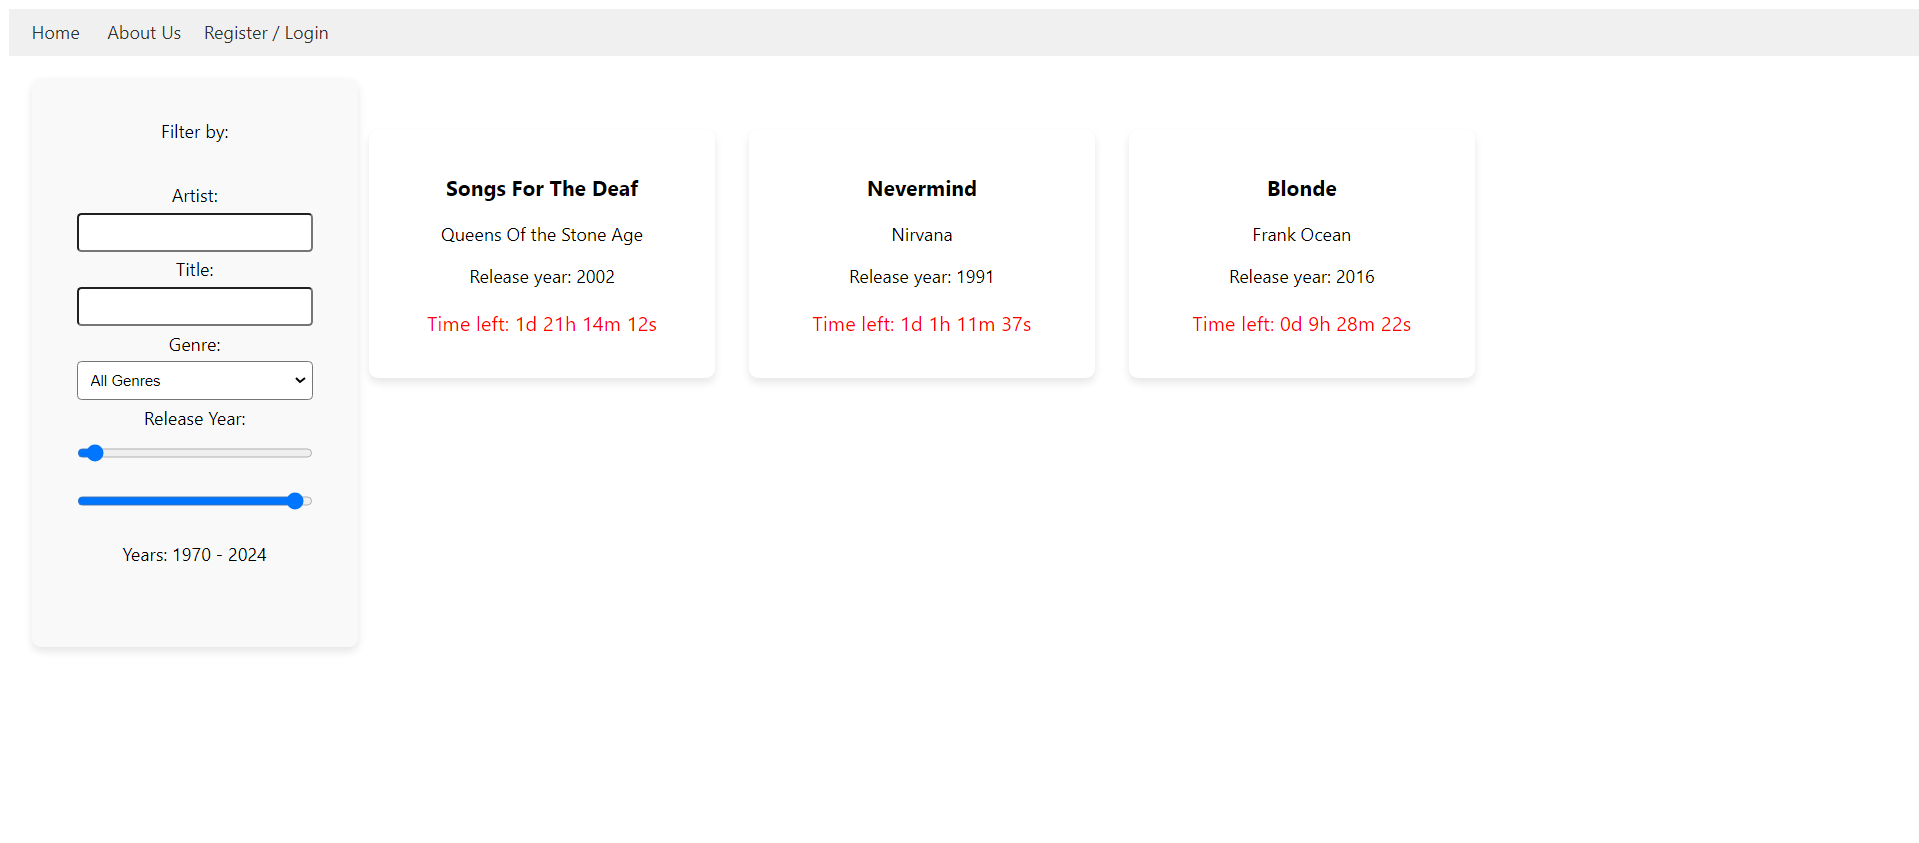 Home About Us Register / Login
Filter by:
Artist:
Title:
Genre:
All Genres
Release Year:
Years: 1970 - 2024
Songs For The Deaf
Queens Of the Stone Age
Release year: 2002
Time left: 1d 21h 14m 12s
Nevermind
Nirvana
Release year: 1991
Time left: 1d 1h 11m 37s
Blonde
Frank Ocean
Release year: 2016
Time left: 0d 9h 28m 22s